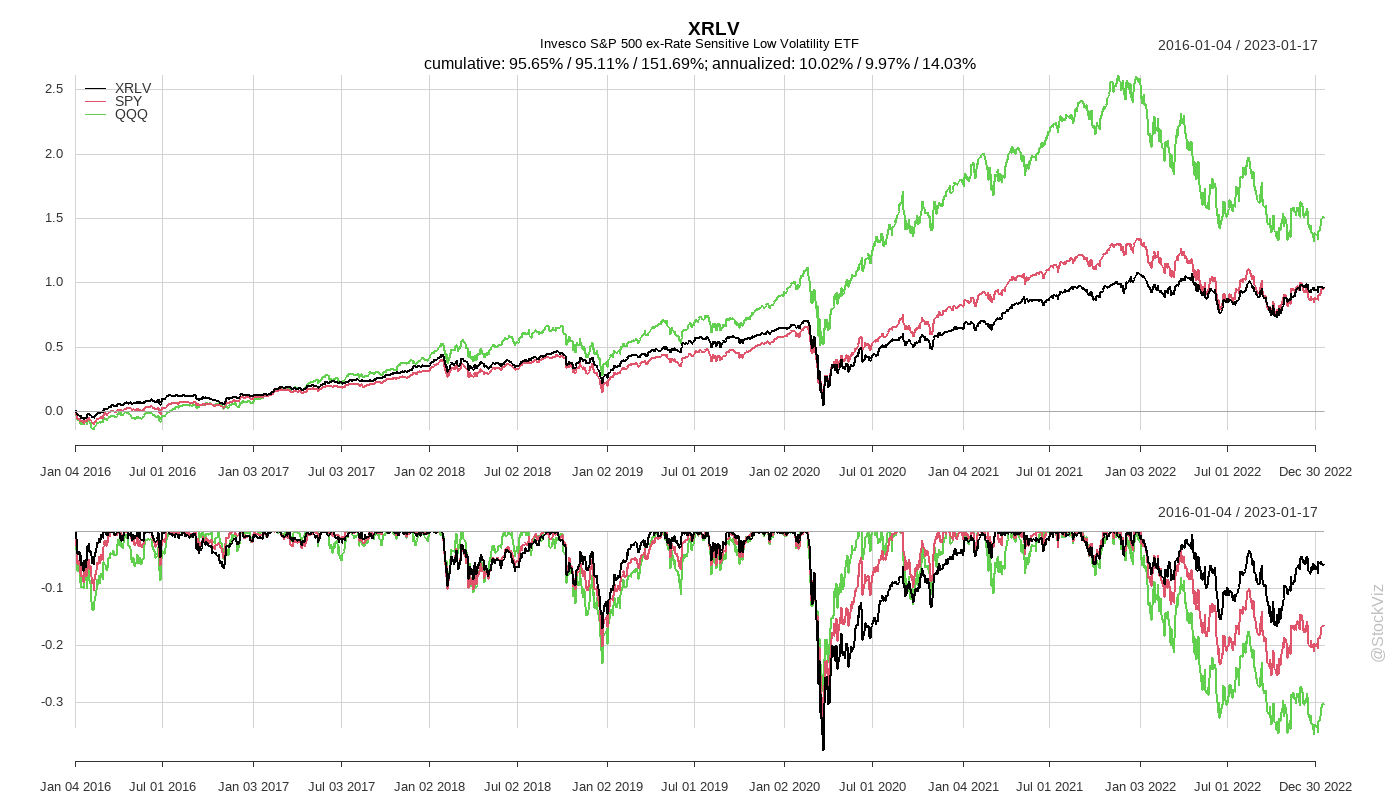 XRLV
Invesco S&P 500 ex-Rate Sensitive Low Volatility ETF
2016-01-04 / 2023-01-17
cumulative: 95.65% / 95.11% / 151.69%; annualized: 10.02% / 9.97% / 14.03%
XRLV
SPY
QQQ
2.5
2.0
1.5
1.0
0.5
0.0
Jan 04 2016 Jul 01 2016 Jan 03 2017 Jul 03 2017 Jan 02 2018 Jul 02 2018 Jan 02 2019 Jul 01 2019 Jan 02 2020 Jul 01 2020 Jan 04 2021 Jul 01 2021 Jan 03 2022 Jul 01 2022 Dec 30 2022
2016-01-04 / 2023-01-17
-0.1
-0.2
-0.3
Jan 04 2016 Jul 01 2016 Jan 03 2017 Jul 03 2017 Jan 02 2018 Jul 02 2018 Jan 02 2019 Jul 01 2019 Jan 02 2020 Jul 01 2020 Jan 04 2021 Jul 01 2021 Jan 03 2022 Jul 01 2022 Dec 30 2022
@StockViz